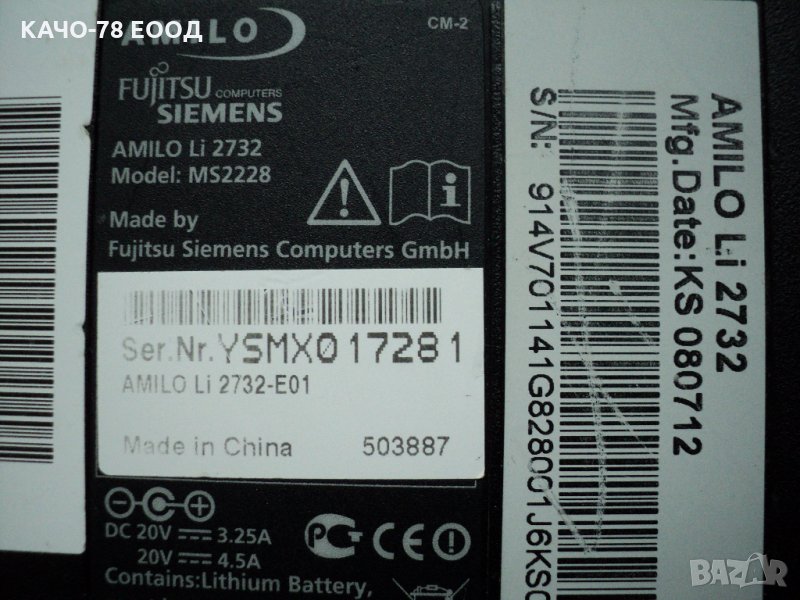 КАЧО-78 ЕООД
AMILO
CM-2
FUJITSU COMPUTERS
SIEMENS
AMILO Li 2732
Model: MS2228
Made by
Fujitsu Siemens Computers GmbH
Ser.Nr. YSMX017281
AMILO Li 2732-E01
Made in China 503887
DC 20V 3.25A
20V 4.5A
Contains:Lithium Battery,
AMILO Li 2732
Mfg.Date:KS 080712
S/N: 914V701141G828001J6KS0
BAZAR